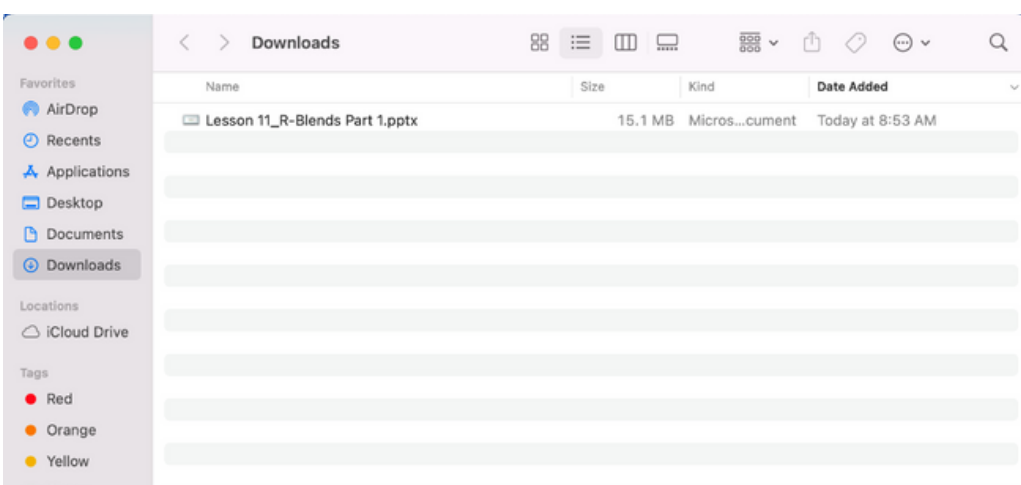 Downloads
Favorites
AirDrop
Recents
Applications
Desktop
Documents
Downloads
Locations
iCloud Drive
Tags
Red
Orange
Yellow
Name Size Kind Date Added
Lesson 11_R-Blends Part 1.pptx 15.1 MB Micros...cument Today at 8:53 AM